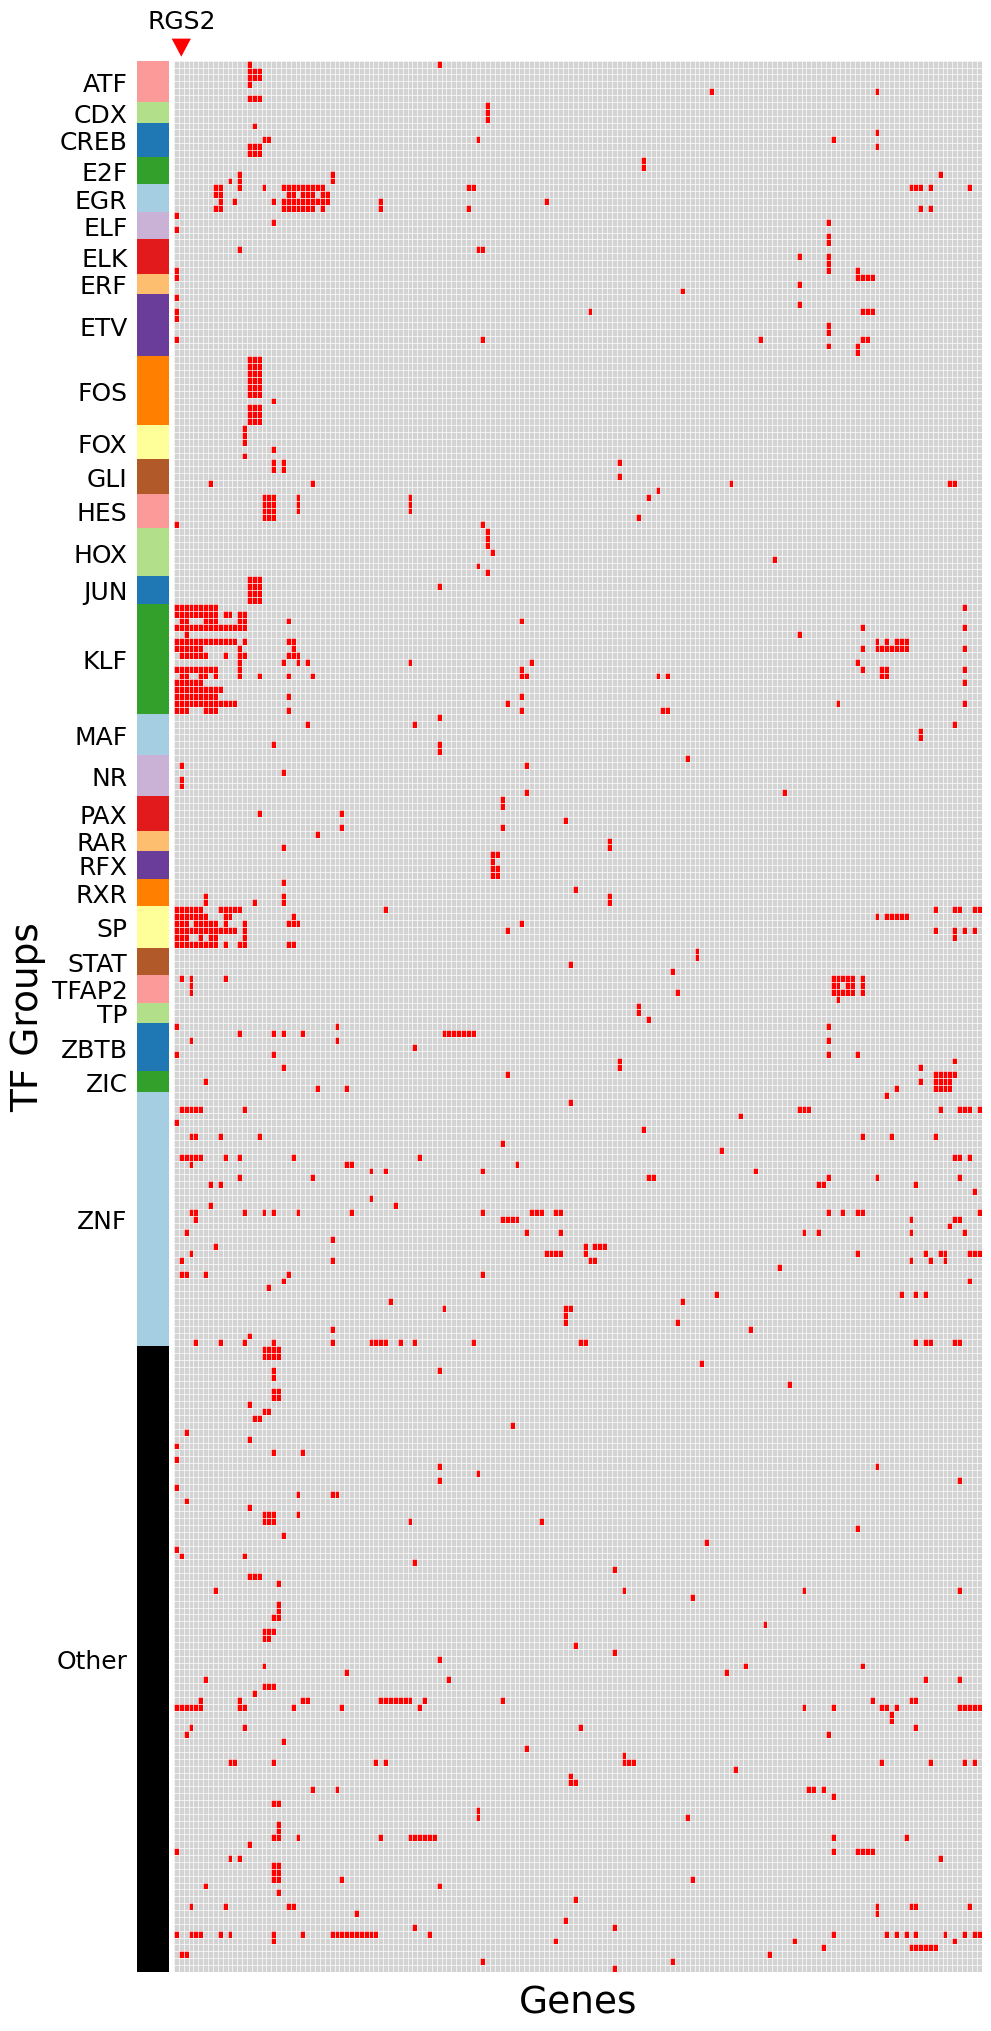 RGS2
ATF
CDX
CREB
E2F
EGR
ELF
ELK
ERF
ETV
FOS
FOX
GLI
HES
HOX
JUN
KLF
MAF
NR
PAX
RAR
RFX
RXR
SP
STAT
TFAP2
TP
ZBTB
ZIC
ZNF
Other
TF Groups
Genes